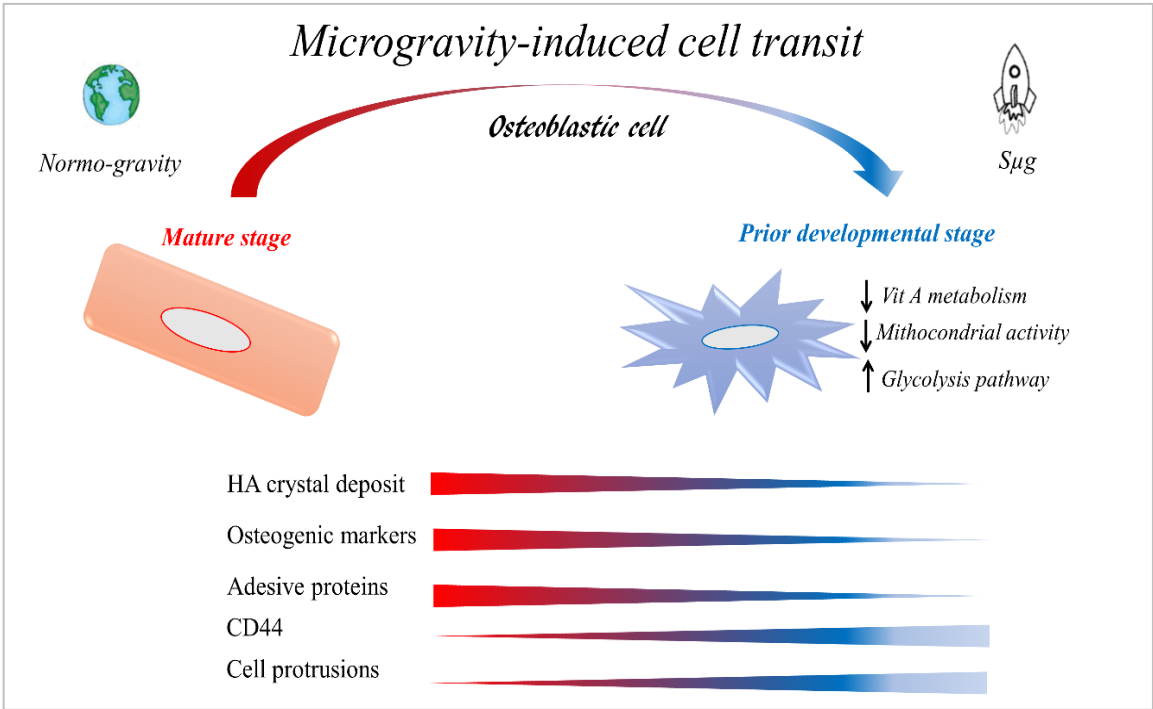 Microgravity-induced cell transit
Osteoblastic cell
Normo-gravity
Sµg
Mature stage
Prior developmental stage
Vit A metabolism
Mithocondrial activity
Glycolysis pathway
HA crystal deposit
Osteogenic markers
Adesive proteins
CD44
Cell protrusions